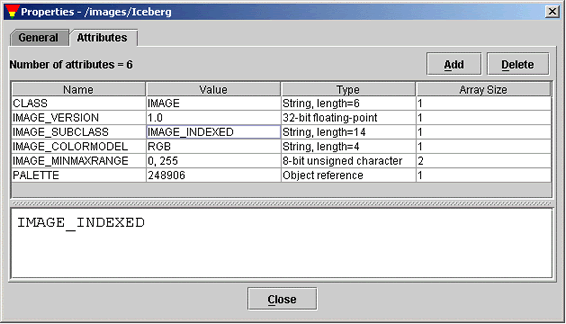 Properties - /images/Iceberg
General Attributes
Number of attributes = 6 Add Delete
Name Value Type Array Size
CLASS IMAGE String, length=6 1
IMAGE_VERSION 1.0 32-bit floating-point 1
IMAGE_SUBCLASS IMAGE_INDEXED String, length=14 1
IMAGE_COLORMODEL RGB String, length=4 1
IMAGE_MINMAXRANGE 0, 255 8-bit unsigned character 2
PALETTE 248906 Object reference 1
IMAGE_INDEXED
Close